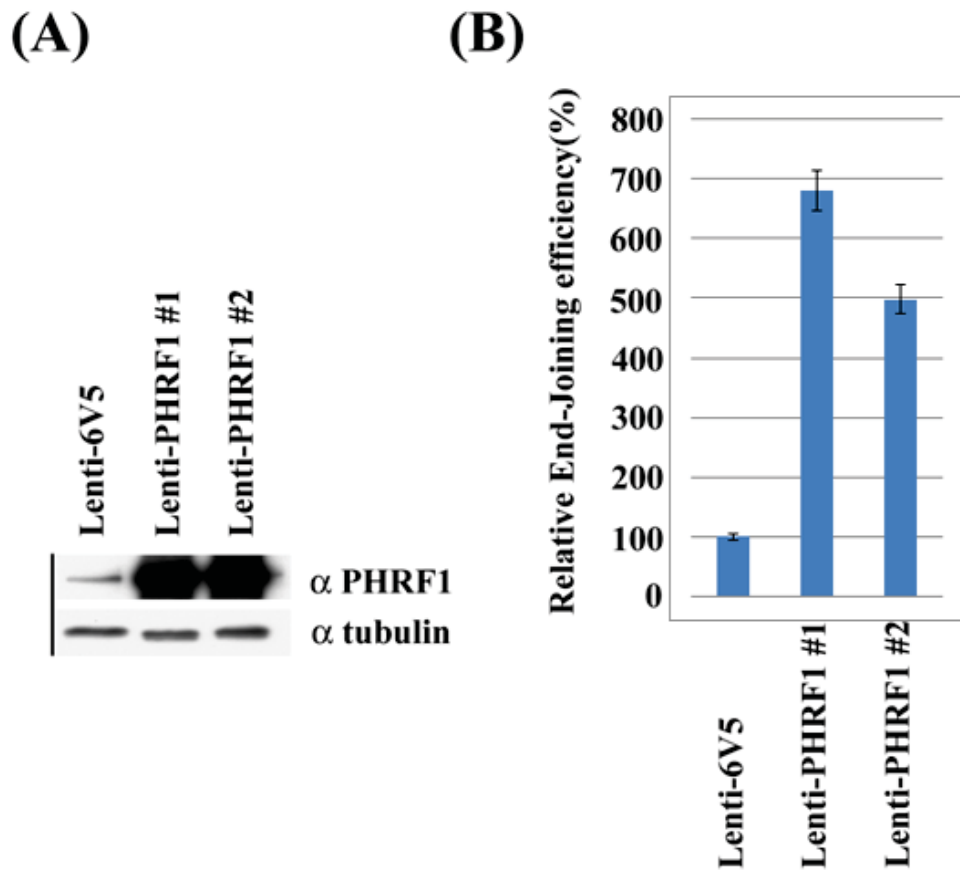 (A)
Lenti-6V5
Lenti-PHRF1 #1
Lenti-PHRF1 #2
α PHRF1
α tubulin
(B)
Relative End-Joining efficiency(%)
800
700
600
500
400
300
200
100
0
Lenti-6V5
Lenti-PHRF1 #1
Lenti-PHRF1 #2